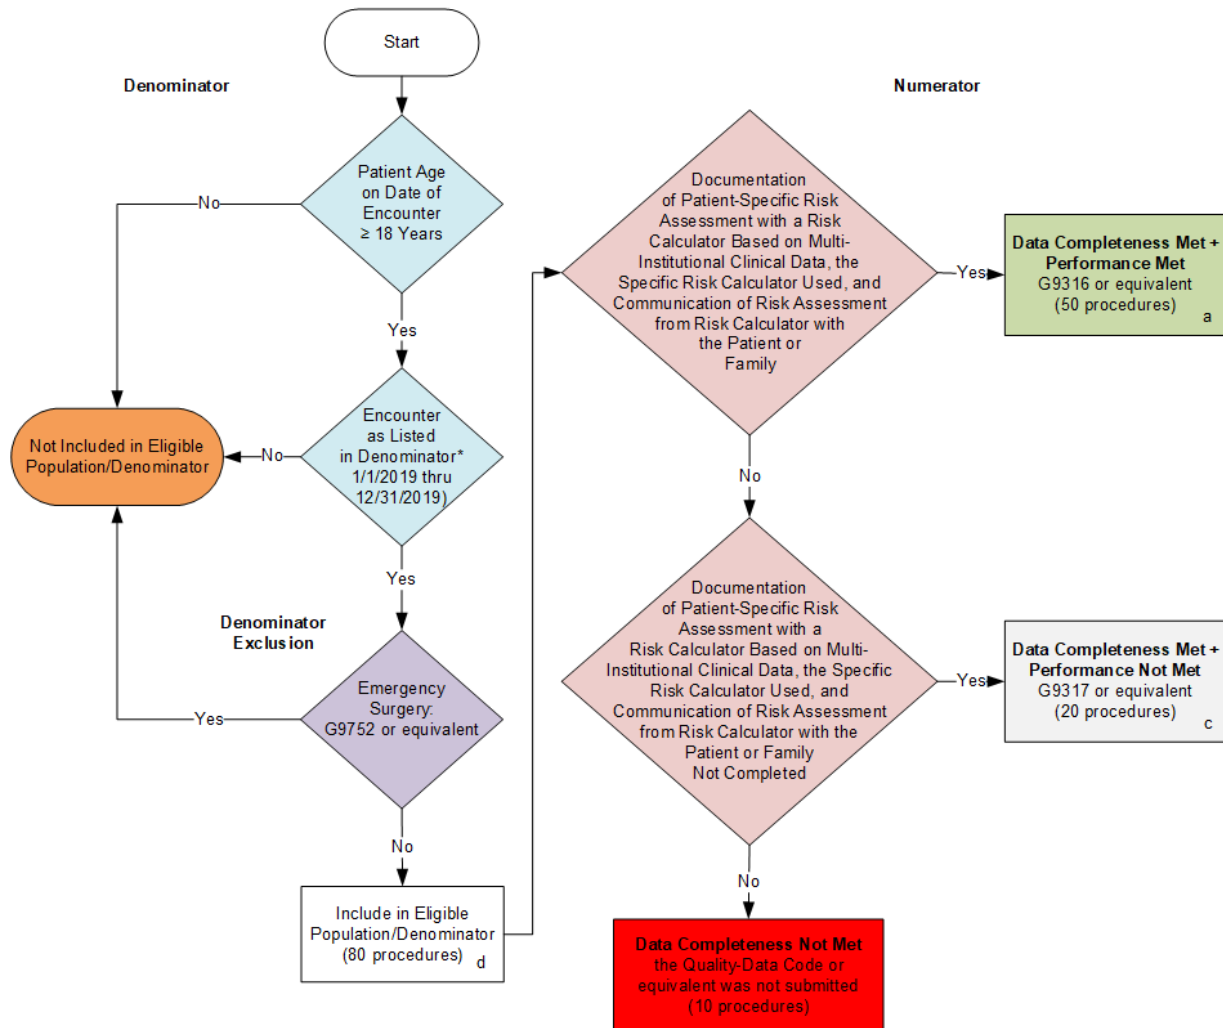 Start
Denominator
Patient Age
on Date of
Encounter
≥ 18 Years
No
Yes
Encounter
as Listed
in Denominator*
1/1/2019 thru
12/31/2019)
No
Not Included in Eligible
Population/Denominator
Yes
Denominator
Exclusion
Emergency
Surgery:
G9752 or equivalent
Yes
No
Include in Eligible
Population/Denominator
(80 procedures)
d
Numerator
Documentation
of Patient-Specific Risk
Assessment with a Risk
Calculator Based on Multi-
Institutional Clinical Data, the
Specific Risk Calculator Used, and
Communication of Risk Assessment
from Risk Calculator with
the Patient or
Family
Yes
Data Completeness Met +
Performance Met
G9316 or equivalent
(50 procedures)
a
No
Documentation
of Patient-Specific Risk
Assessment with a
Risk Calculator Based on Multi-
Institutional Clinical Data, the Specific
Risk Calculator Used, and
Communication of Risk Assessment
from Risk Calculator with the
Patient or Family
Not Completed
Yes
Data Completeness Met +
Performance Not Met
G9317 or equivalent
(20 procedures)
c
No
Data Completeness Not Met
the Quality-Data Code or
equivalent was not submitted
(10 procedures)